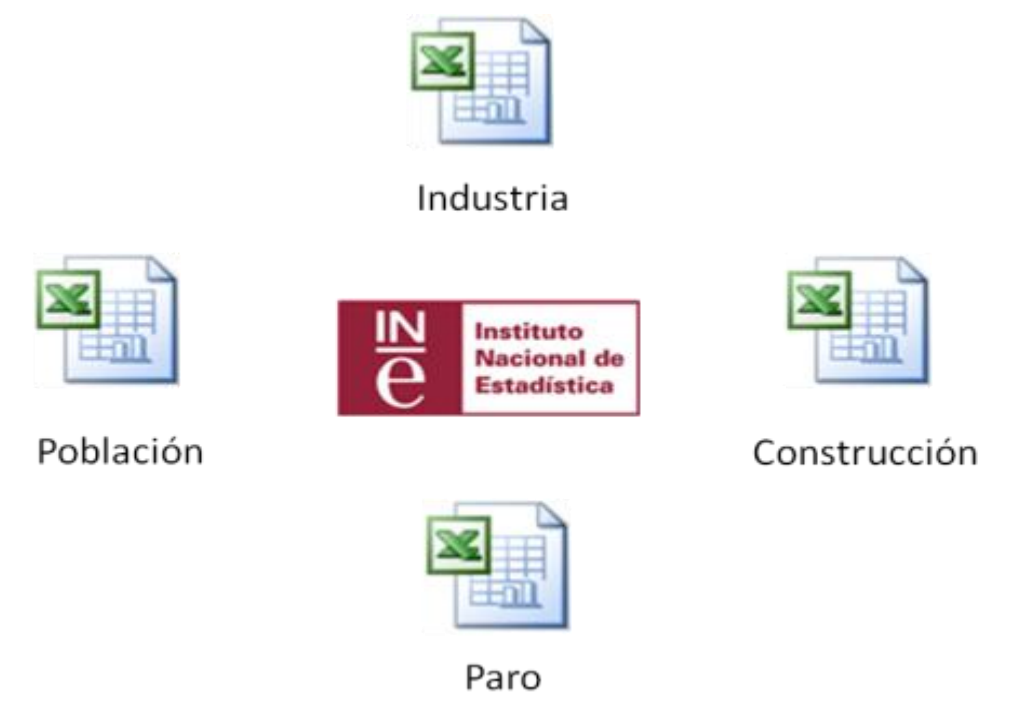 Industria
IN
e
Instituto
Nacional de
Estadística
Población
Construcción
Paro